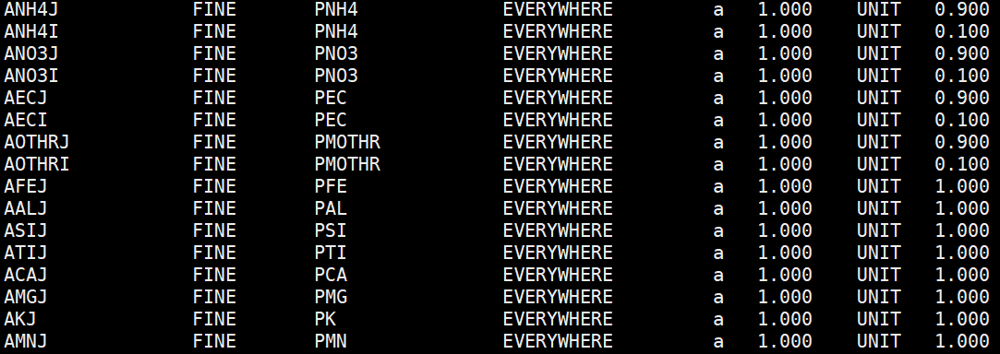 ANH4J FINE PNH4 EVERYWHERE a 1.000 UNIT 0.900
ANH4I FINE PNH4 EVERYWHERE a 1.000 UNIT 0.100
ANO3J FINE PNO3 EVERYWHERE a 1.000 UNIT 0.900
ANO3I FINE PNO3 EVERYWHERE a 1.000 UNIT 0.100
AECJ FINE PEC EVERYWHERE a 1.000 UNIT 0.900
AECI FINE PEC EVERYWHERE a 1.000 UNIT 0.100
AOTHRJ FINE PMOTHR EVERYWHERE a 1.000 UNIT 0.900
AOTHRI FINE PMOTHR EVERYWHERE a 1.000 UNIT 0.100
AFEJ FINE PFE EVERYWHERE a 1.000 UNIT 1.000
AALJ FINE PAL EVERYWHERE a 1.000 UNIT 1.000
ASIJ FINE PSI EVERYWHERE a 1.000 UNIT 1.000
ATIJ FINE PTI EVERYWHERE a 1.000 UNIT 1.000
ACAJ FINE PCA EVERYWHERE a 1.000 UNIT 1.000
AMGJ FINE PMG EVERYWHERE a 1.000 UNIT 1.000
AKJ FINE PK EVERYWHERE a 1.000 UNIT 1.000
AMNJ FINE PMN EVERYWHERE a 1.000 UNIT 1.000